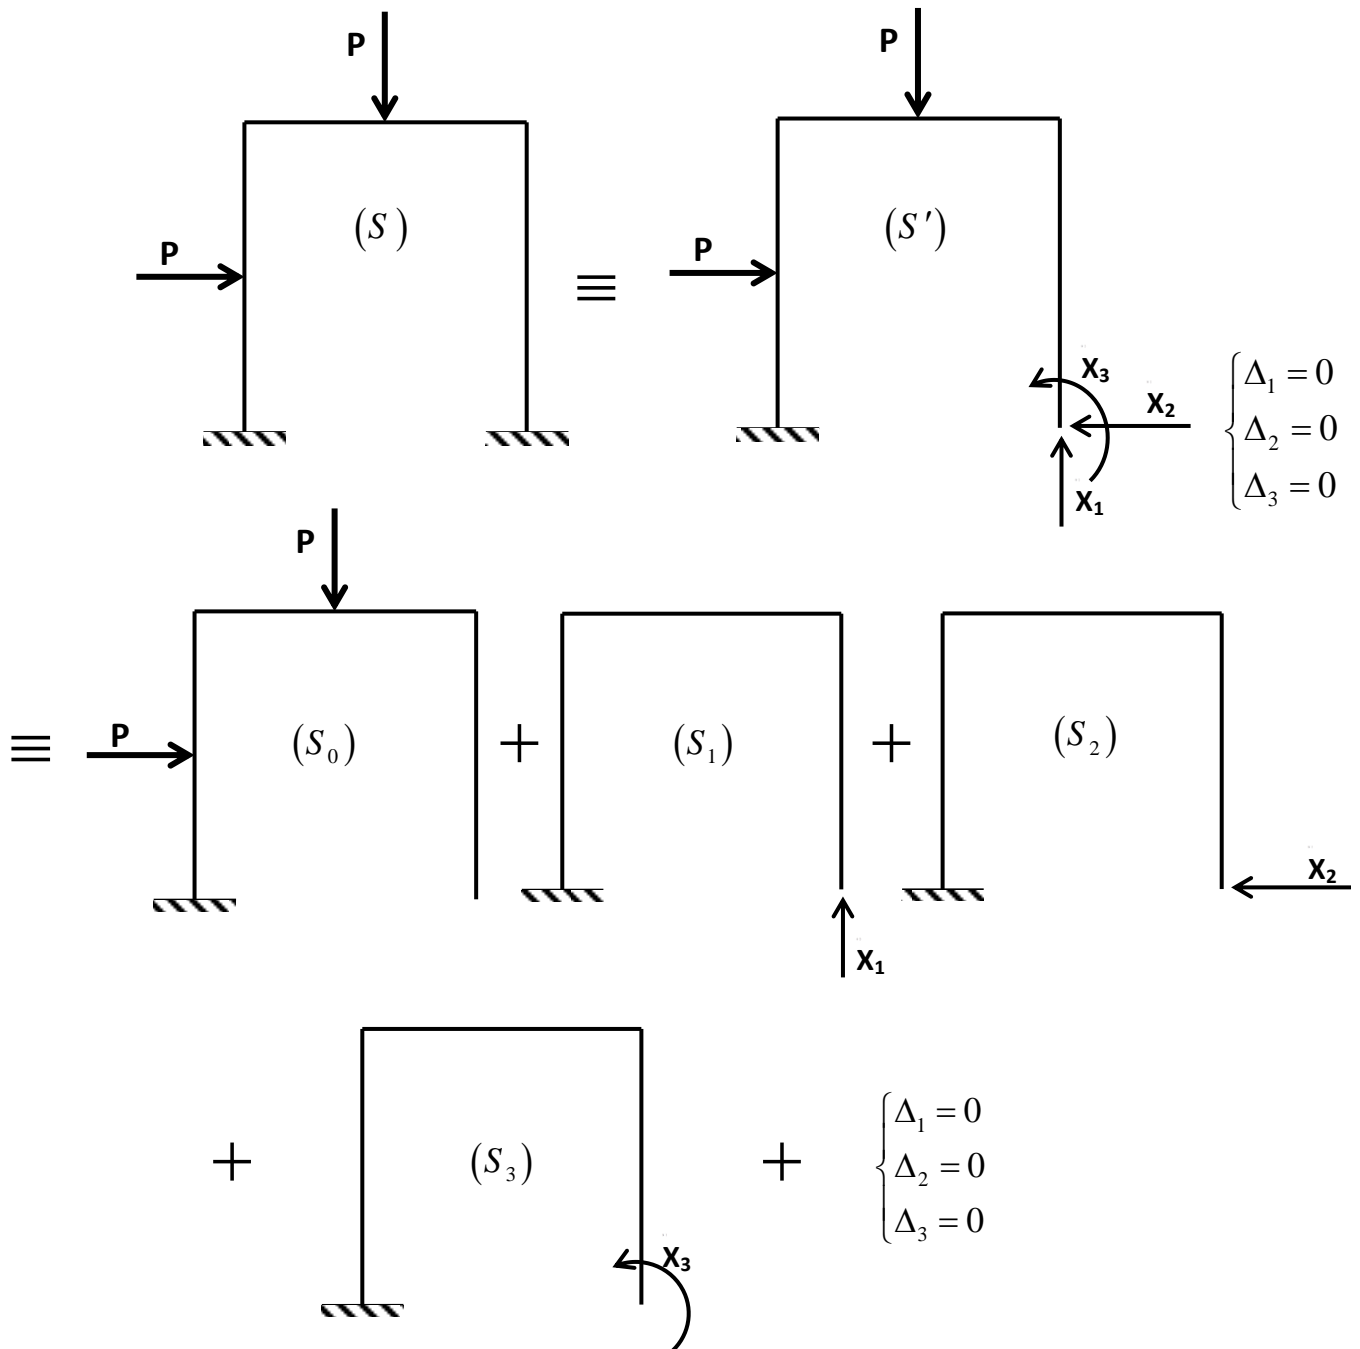 P
P
(S)
P
≡
P
(S′)
X₃
X₂
X₁
Δ₁ = 0
Δ₂ = 0
Δ₃ = 0
P
≡
P
(S₀)
+
(S₁)
X₁
+
(S₂)
X₂
+
(S₃)
X₃
+
Δ₁ = 0
Δ₂ = 0
Δ₃ = 0